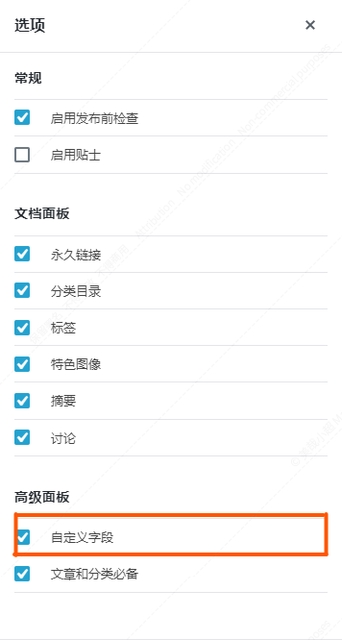 选项
常规
启用发布前检查
启用贴士
文档面板
永久链接
分类目录
标签
特色图像
摘要
讨论
高级面板
自定义字段
文章和分类必备